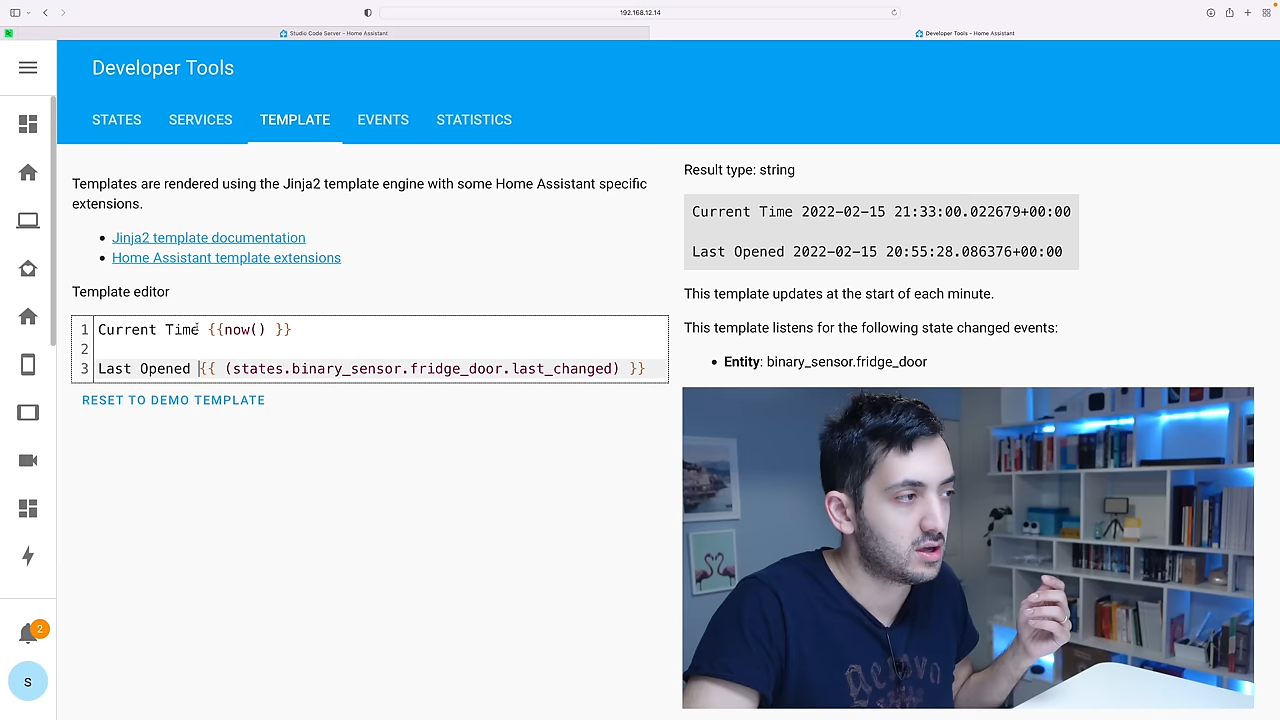 192.168.12.14
Studio Code Server – Home Assistant
Developer Tools – Home Assistant
Developer Tools
STATES SERVICES TEMPLATE EVENTS STATISTICS
Templates are rendered using the Jinja2 template engine with some Home Assistant specific
extensions.
Jinja2 template documentation
Home Assistant template extensions
Template editor
1 Current Time {{now() }}
2
3 Last Opened {{ (states.binary_sensor.fridge_door.last_changed) }}
RESET TO DEMO TEMPLATE
Result type: string
Current Time 2022-02-15 21:33:00.022679+00:00
Last Opened 2022-02-15 20:55:28.086376+00:00
This template updates at the start of each minute.
This template listens for the following state changed events:
Entity: binary_sensor.fridge_door
2
s